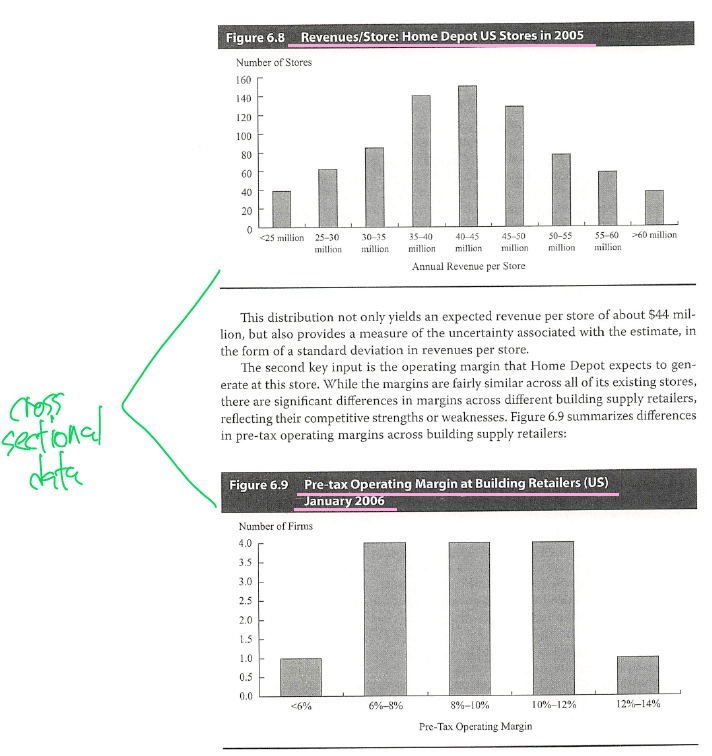 Figure 6.8 Revenues/Store: Home Depot US Stores in 2005
Number of Stores
160
140
120
100
80
60
40
20
0
<25 million 25–30 million 30–35 million 35–40 million 40–45 million 45–50 million 50–55 million 55–60 million >60 million
Annual Revenue per Store
This distribution not only yields an expected revenue per store of about $44 mil-
lion, but also provides a measure of the uncertainty associated with the estimate, in
the form of a standard deviation in revenues per store.
The second key input is the operating margin that Home Depot expects to gen-
erate at this store. While the margins are fairly similar across all of its existing stores,
there are significant differences in margins across different building supply retailers,
reflecting their competitive strengths or weaknesses. Figure 6.9 summarizes differences
in pre-tax operating margins across building supply retailers:
cross
sectional
data
Figure 6.9 Pre-tax Operating Margin at Building Retailers (US)
January 2006
Number of Firms
4.0
3.5
3.0
2.5
2.0
1.5
1.0
0.5
0.0
<6% 6%–8% 8%–10% 10%–12% 12%–14%
Pre-Tax Operating Margin